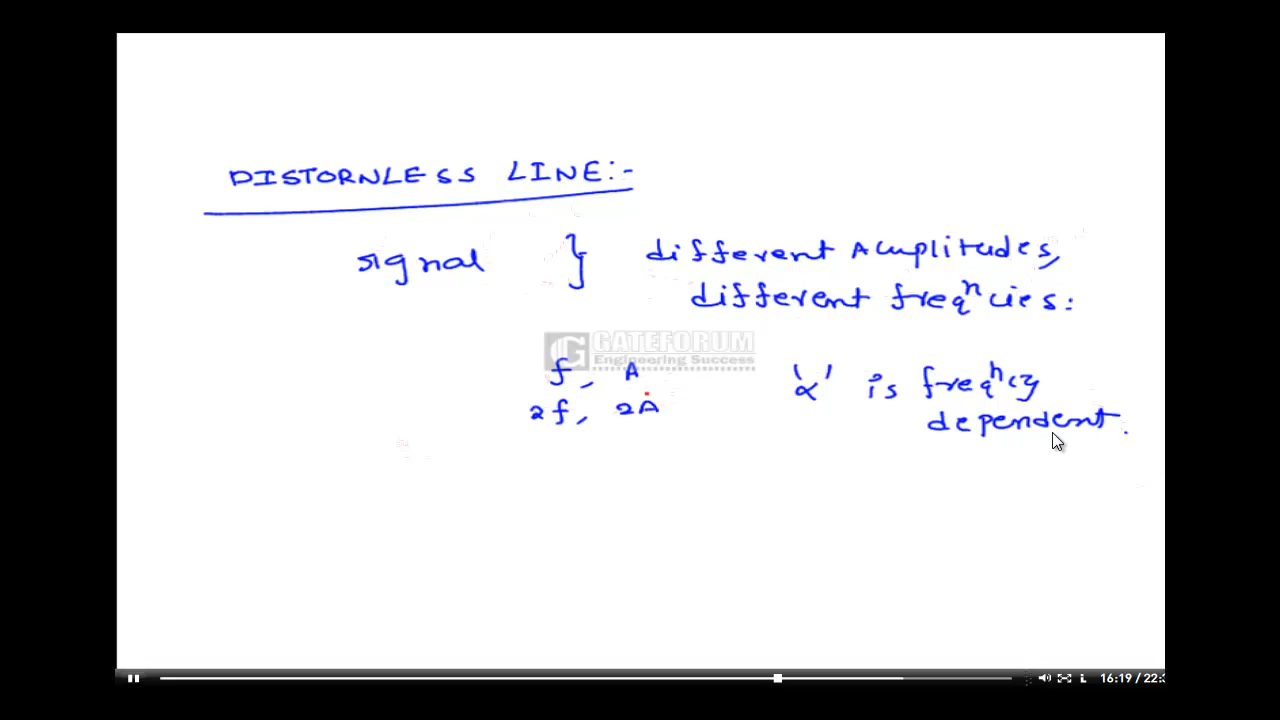 DISTORNLESS LINE:-
signal } different Amplitudes,
different freqⁿcies:
GATEFORUM
Engineering Success
f, A
'α' is freqⁿcy
2f, 2A
dependent.
16:19 / 22: